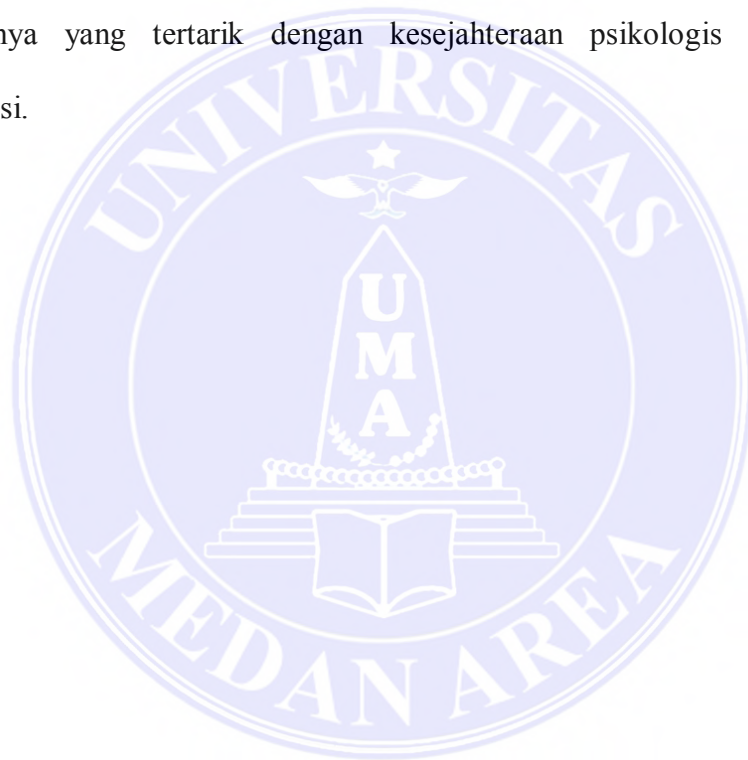 nya yang tertarik dengan kesejahteraan psikologis
si.
UNIVERSITAS
U
M
A
MEDAN AREA